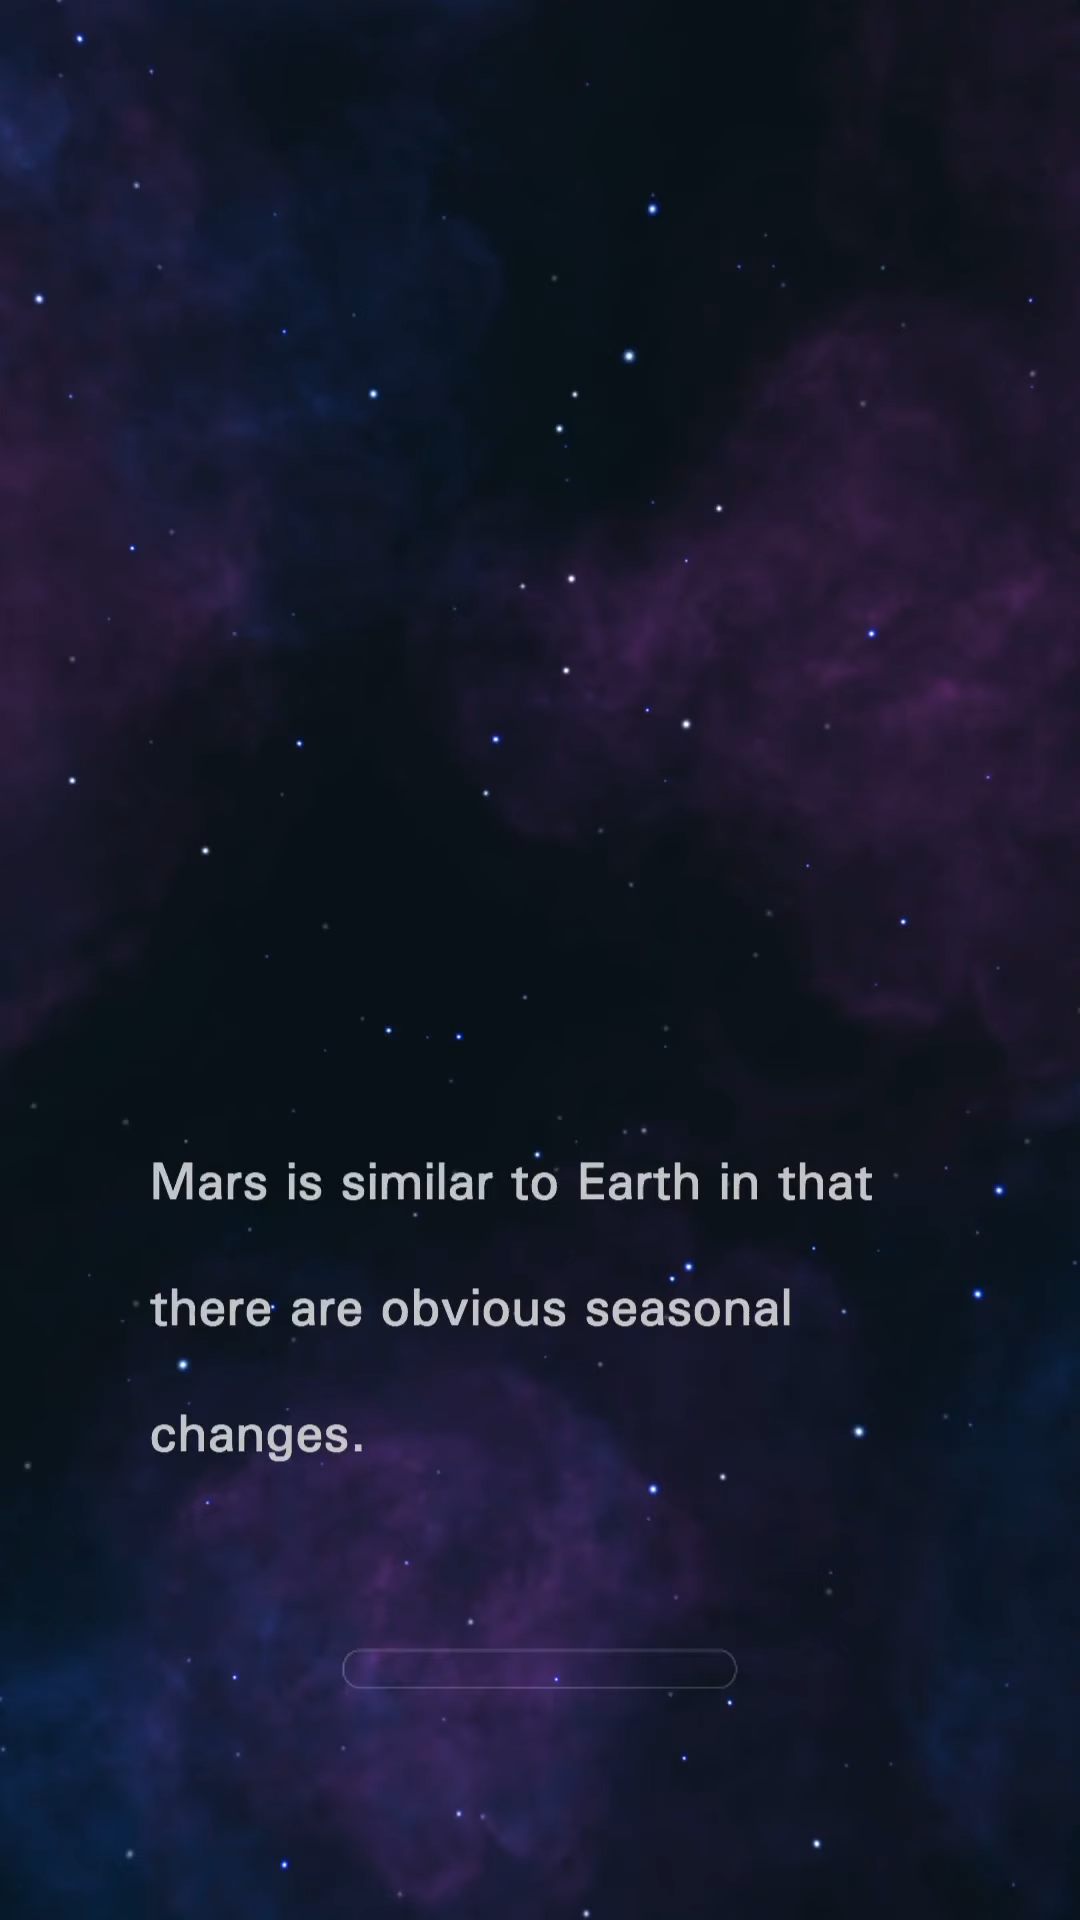 Mars is similar to Earth in that
there are obvious seasonal
changes.